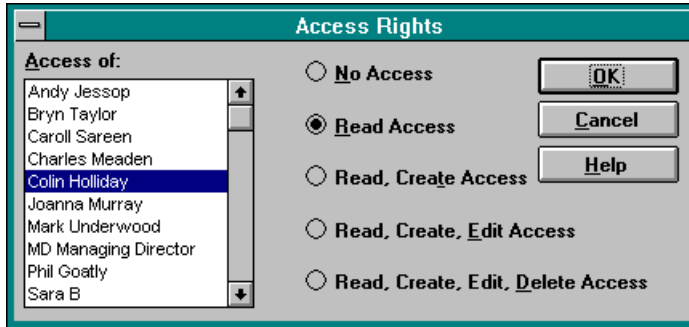 Access Rights
Access of:
Andy Jessop
Bryn Taylor
Caroll Sareen
Charles Meaden
Colin Holliday
Joanna Murray
Mark Underwood
MD Managing Director
Phil Goatly
Sara B
No Access
Read Access
Read, Create Access
Read, Create, Edit Access
Read, Create, Edit, Delete Access
OK
Cancel
Help